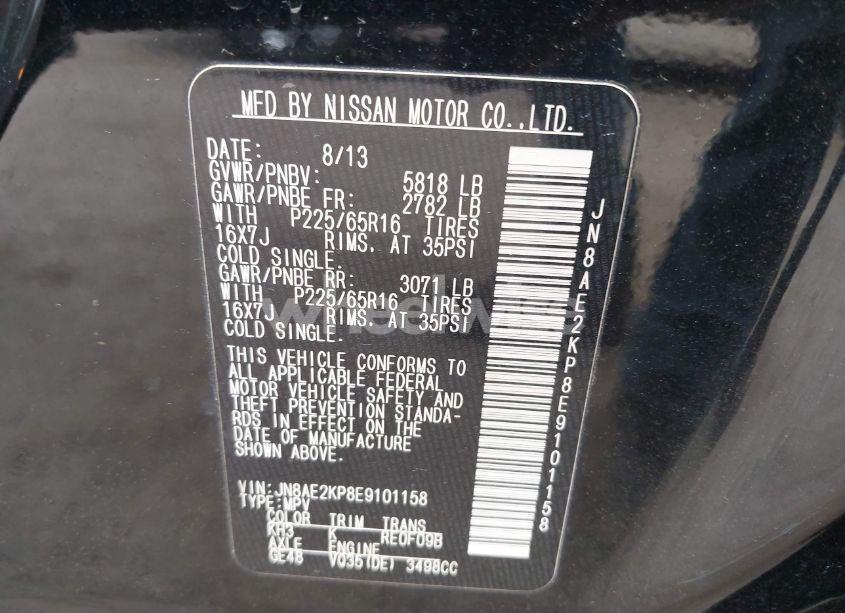 MFD BY NISSAN MOTOR CO.,LTD.
DATE: 8/13
GVWR/PNBV: 5818 LB
GAWR/PNBE FR: 2782 LB
WITH P225/65R16 TIRES
16X7J RIMS. AT 35PSI
COLD SINGLE.
GAWR/PNBE RR: 3071 LB
WITH P225/65R16 TIRES
16X7J RIMS. AT 35PSI
COLD SINGLE.
THIS VEHICLE CONFORMS TO
ALL APPLICABLE FEDERAL
MOTOR VEHICLE SAFETY AND
THEFT PREVENTION STANDA-
RDS IN EFFECT ON THE
DATE OF MANUFACTURE
SHOWN ABOVE.
VIN: JN8AE2KP8E9101158
TYPE: MPV
COLOR TRIM TRANS
KH3 K RE0F09B
AXLE ENGINE
GE48 VQ35(DE) 3498CC
JN8AE2KP8E9101158